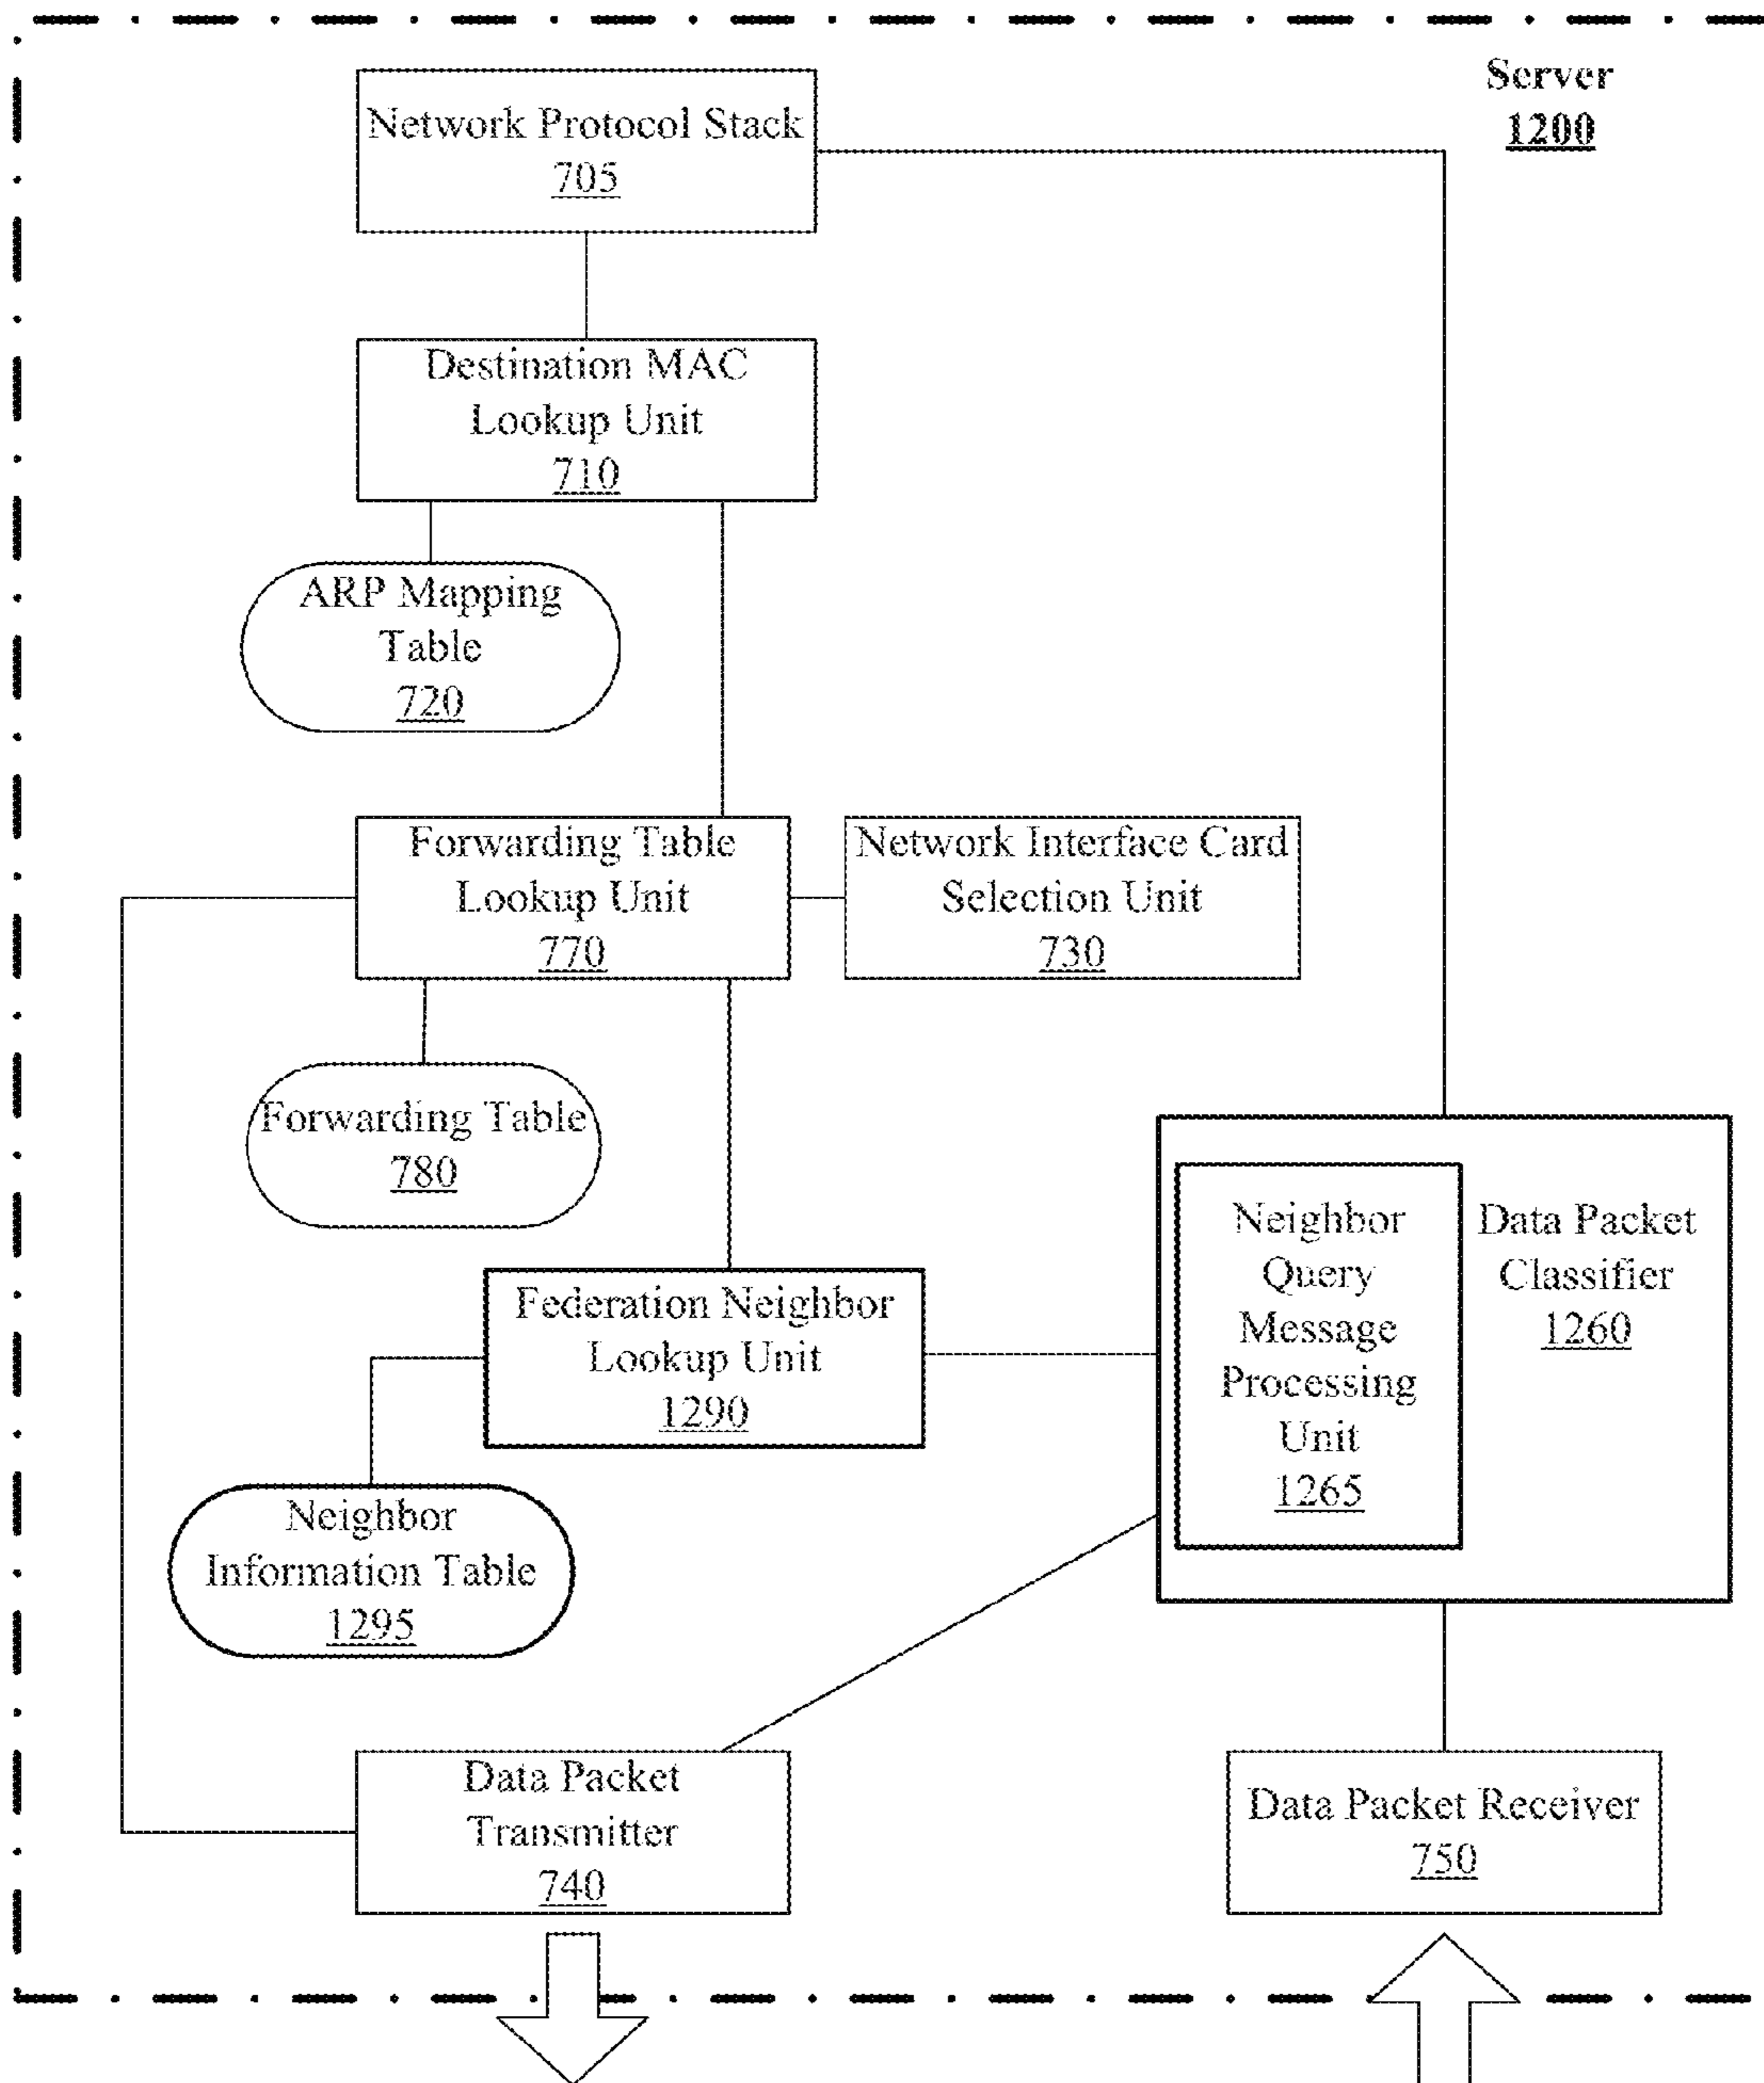 Server
1200
Network Protocol Stack
705
Destination MAC
Lookup Unit
710
ARP Mapping
Table
720
Forwarding Table
Lookup Unit
770
Network Interface Card
Selection Unit
730
Forwarding Table
780
Neighbor
Query
Message
Processing
Unit
1265
Data Packet
Classifier
1260
Federation Neighbor
Lookup Unit
1290
Neighbor
Information Table
1295
Data Packet
Transmitter
740
Data Packet Receiver
750